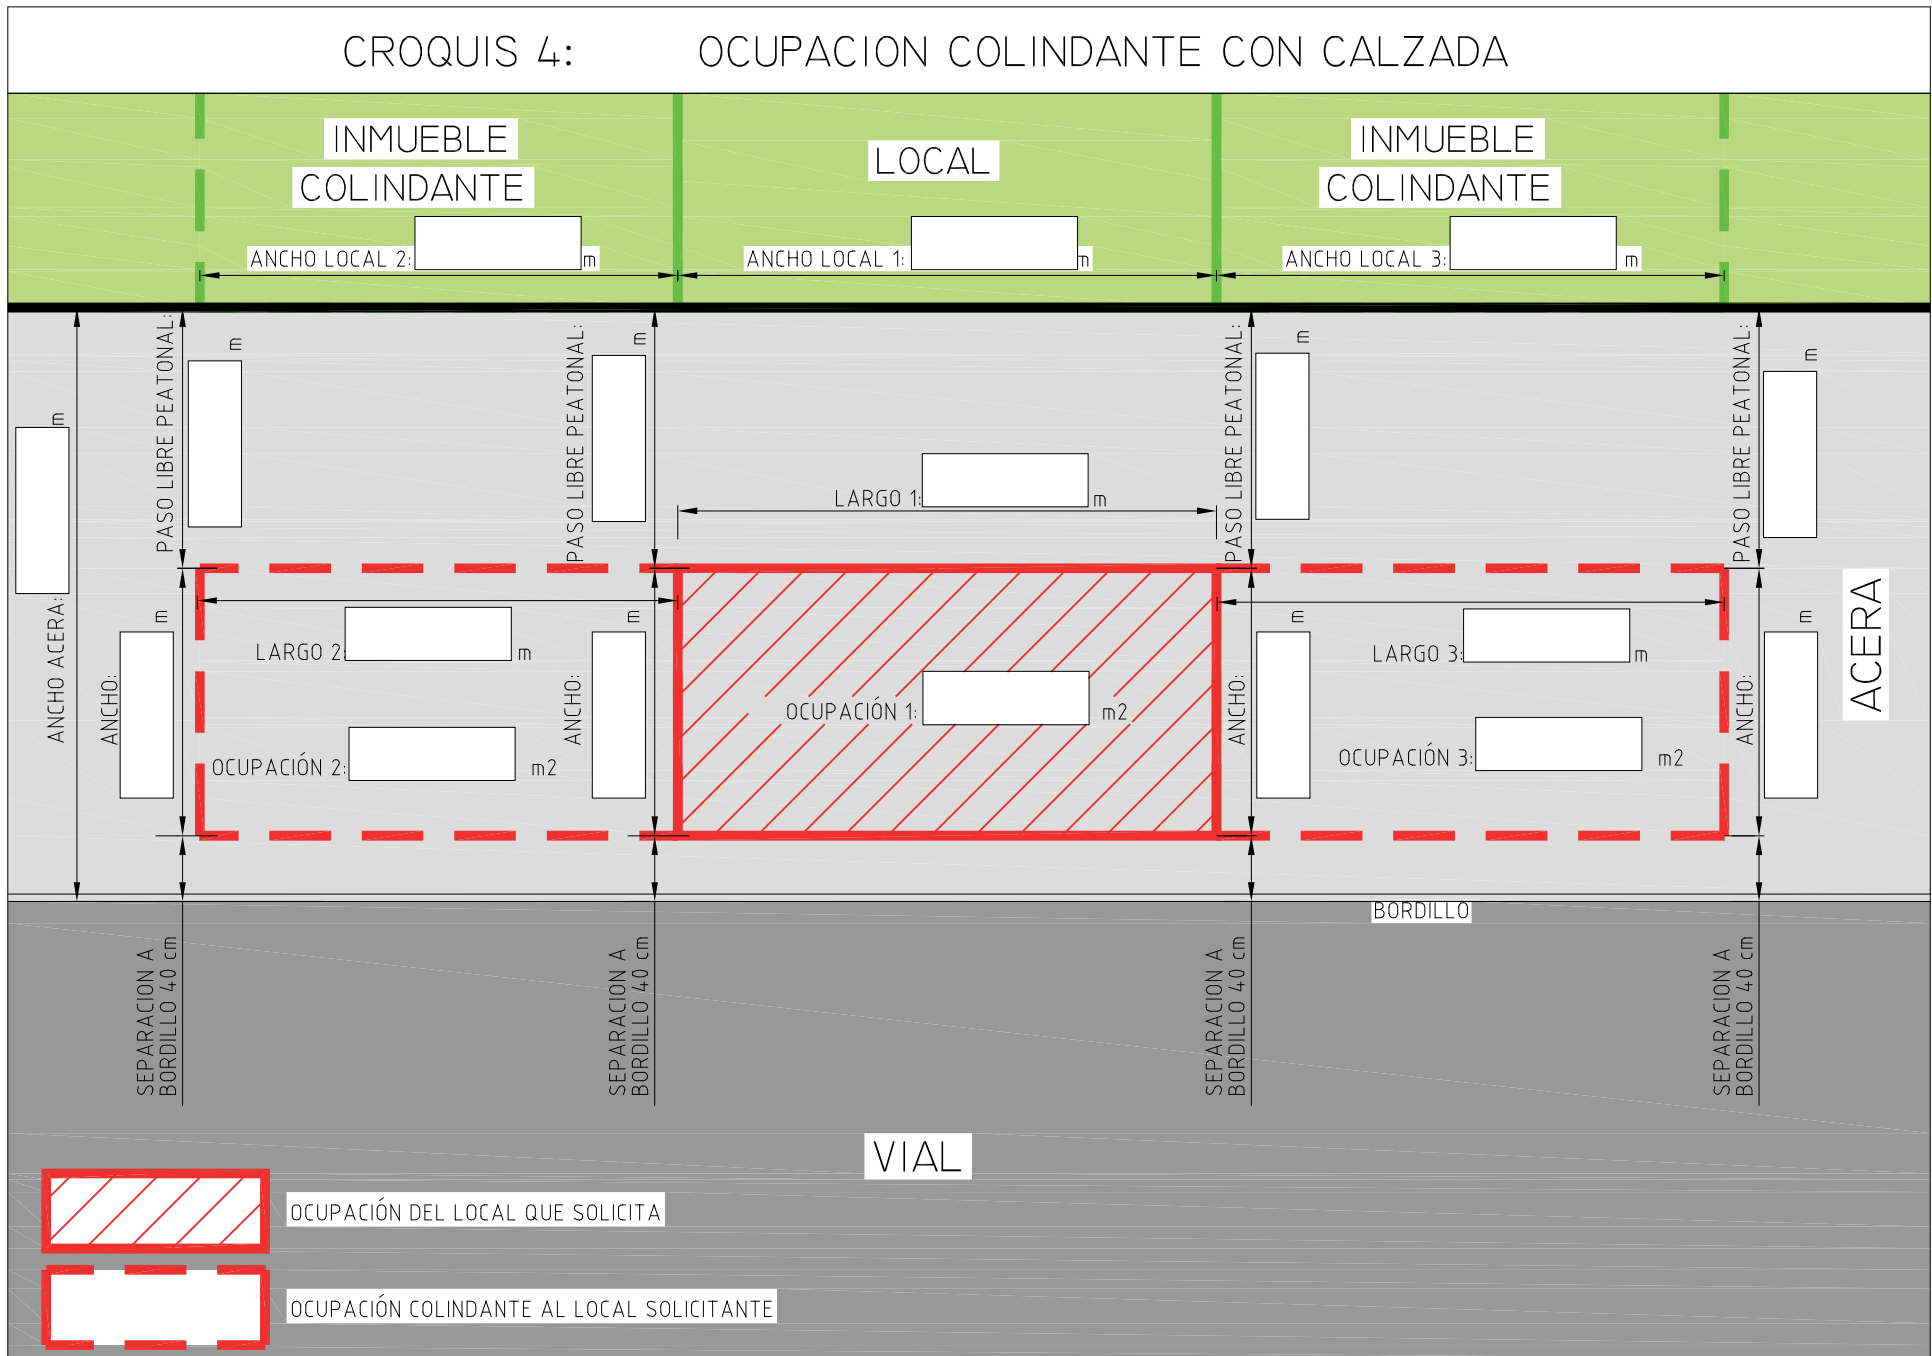 CROQUIS 4: OCUPACION COLINDANTE CON CALZADA
INMUEBLE
COLINDANTE
LOCAL
INMUEBLE
COLINDANTE
ANCHO LOCAL 2: m
ANCHO LOCAL 1: m
ANCHO LOCAL 3: m
ANCHO ACERA: m
PASO LIBRE PEATONAL: m
PASO LIBRE PEATONAL: m
PASO LIBRE PEATONAL: m
PASO LIBRE PEATONAL: m
LARGO 1: m
ANCHO: m
LARGO 2: m
OCUPACIÓN 2: m2
ANCHO: m
OCUPACIÓN 1: m2
ANCHO: m
LARGO 3: m
OCUPACIÓN 3: m2
ANCHO: m
ACERA
BORDILLO
SEPARACION A
BORDILLO 40 cm
SEPARACION A
BORDILLO 40 cm
SEPARACION A
BORDILLO 40 cm
SEPARACION A
BORDILLO 40 cm
VIAL
OCUPACIÓN DEL LOCAL QUE SOLICITA
OCUPACIÓN COLINDANTE AL LOCAL SOLICITANTE